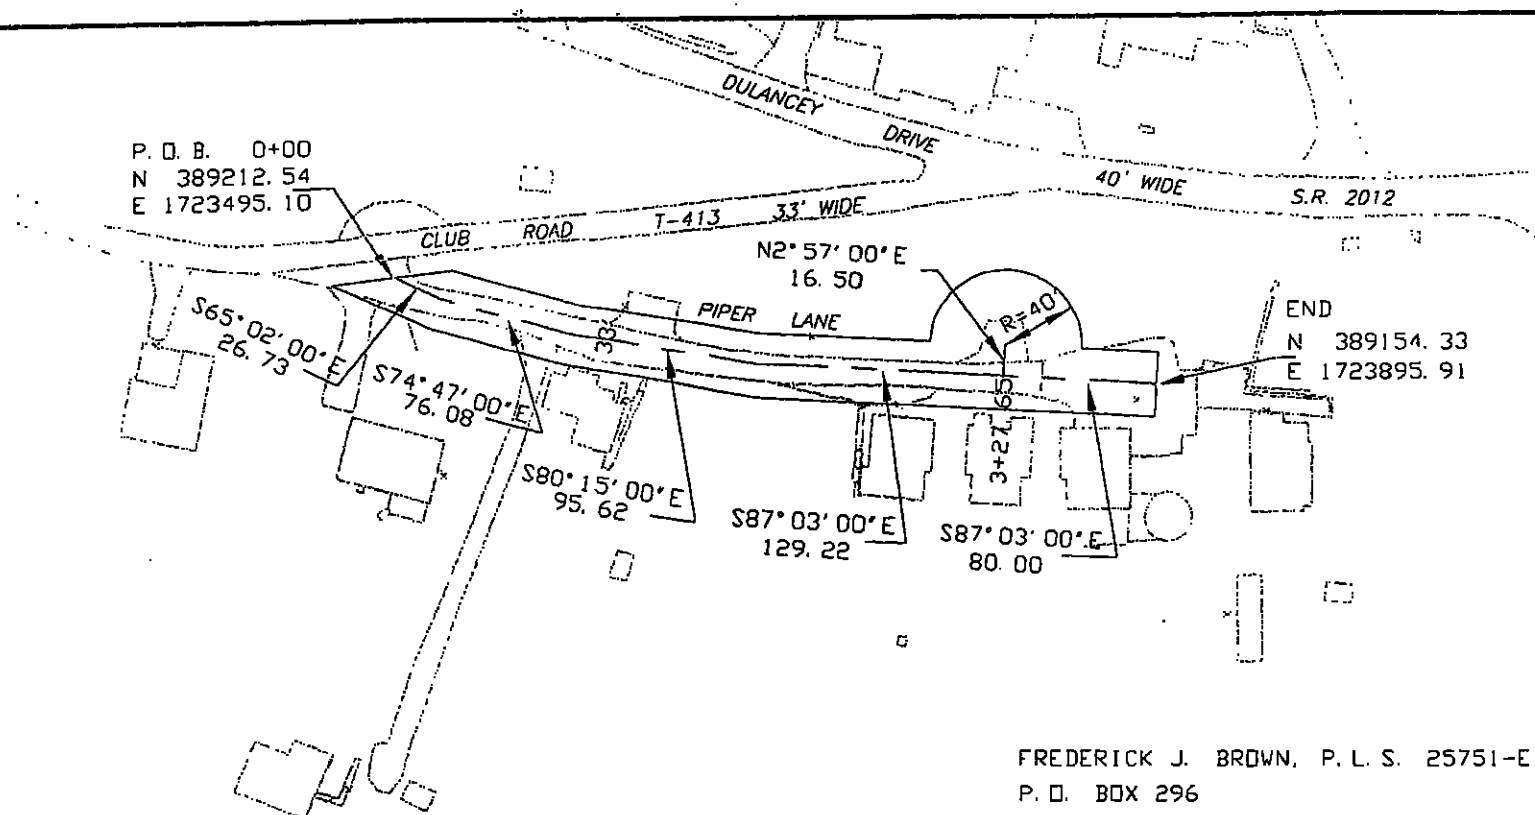 DULANCEY DRIVE
40' WIDE
S.R. 2012
P.O.B. 0+00
N 389212.54
E 1723495.10
CLUB ROAD T-413 33' WIDE
N2°57'00"E
16.50
R=40'
PIPER LANE
33'
END
N 389154.33
E 1723895.91
S65°02'00"E
26.73
S74°47'00"E
76.08
S80°15'00"E
95.62
S87°03'00"E
129.22
3+27.65
S87°03'00"E
80.00
FREDERICK J. BROWN, P.L.S. 25751-E
P.O. BOX 296